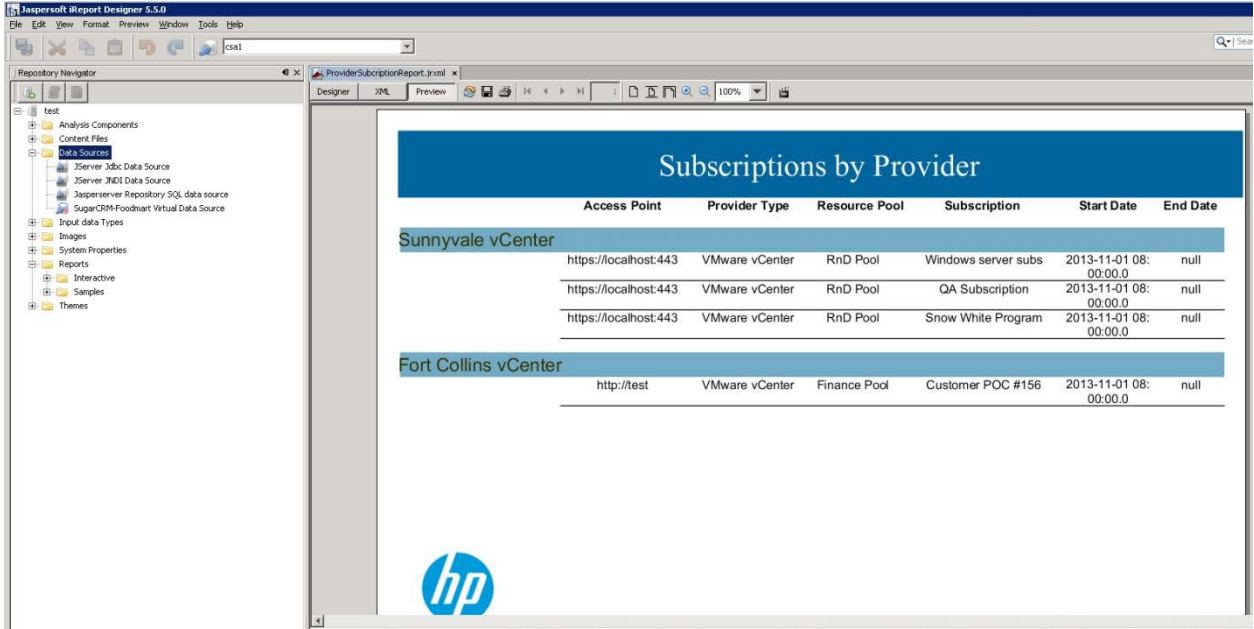 Jaspersoft iReport Designer 5.5.0
File Edit View Format Preview Window Tools Help
csa1
Sear
Repository Navigator
ProviderSubcriptionReport.jrxml
Designer XML Preview 1 100%
test
Analysis Components
Content Files
Data Sources
JServer Jdbc Data Source
JServer JNDI Data Source
Jasperserver Repository SQL data source
SugarCRM-Foodmart Virtual Data Source
Input data Types
Images
System Properties
Reports
Interactive
Samples
Themes
Subscriptions by Provider
Access Point Provider Type Resource Pool Subscription Start Date End Date
Sunnyvale vCenter
https://localhost:443 VMware vCenter RnD Pool Windows server subs 2013-11-01 08: null
00:00.0
https://localhost:443 VMware vCenter RnD Pool QA Subscription 2013-11-01 08: null
00:00.0
https://localhost:443 VMware vCenter RnD Pool Snow White Program 2013-11-01 08: null
00:00.0
Fort Collins vCenter
http://test VMware vCenter Finance Pool Customer POC #156 2013-11-01 08: null
00:00.0
hp